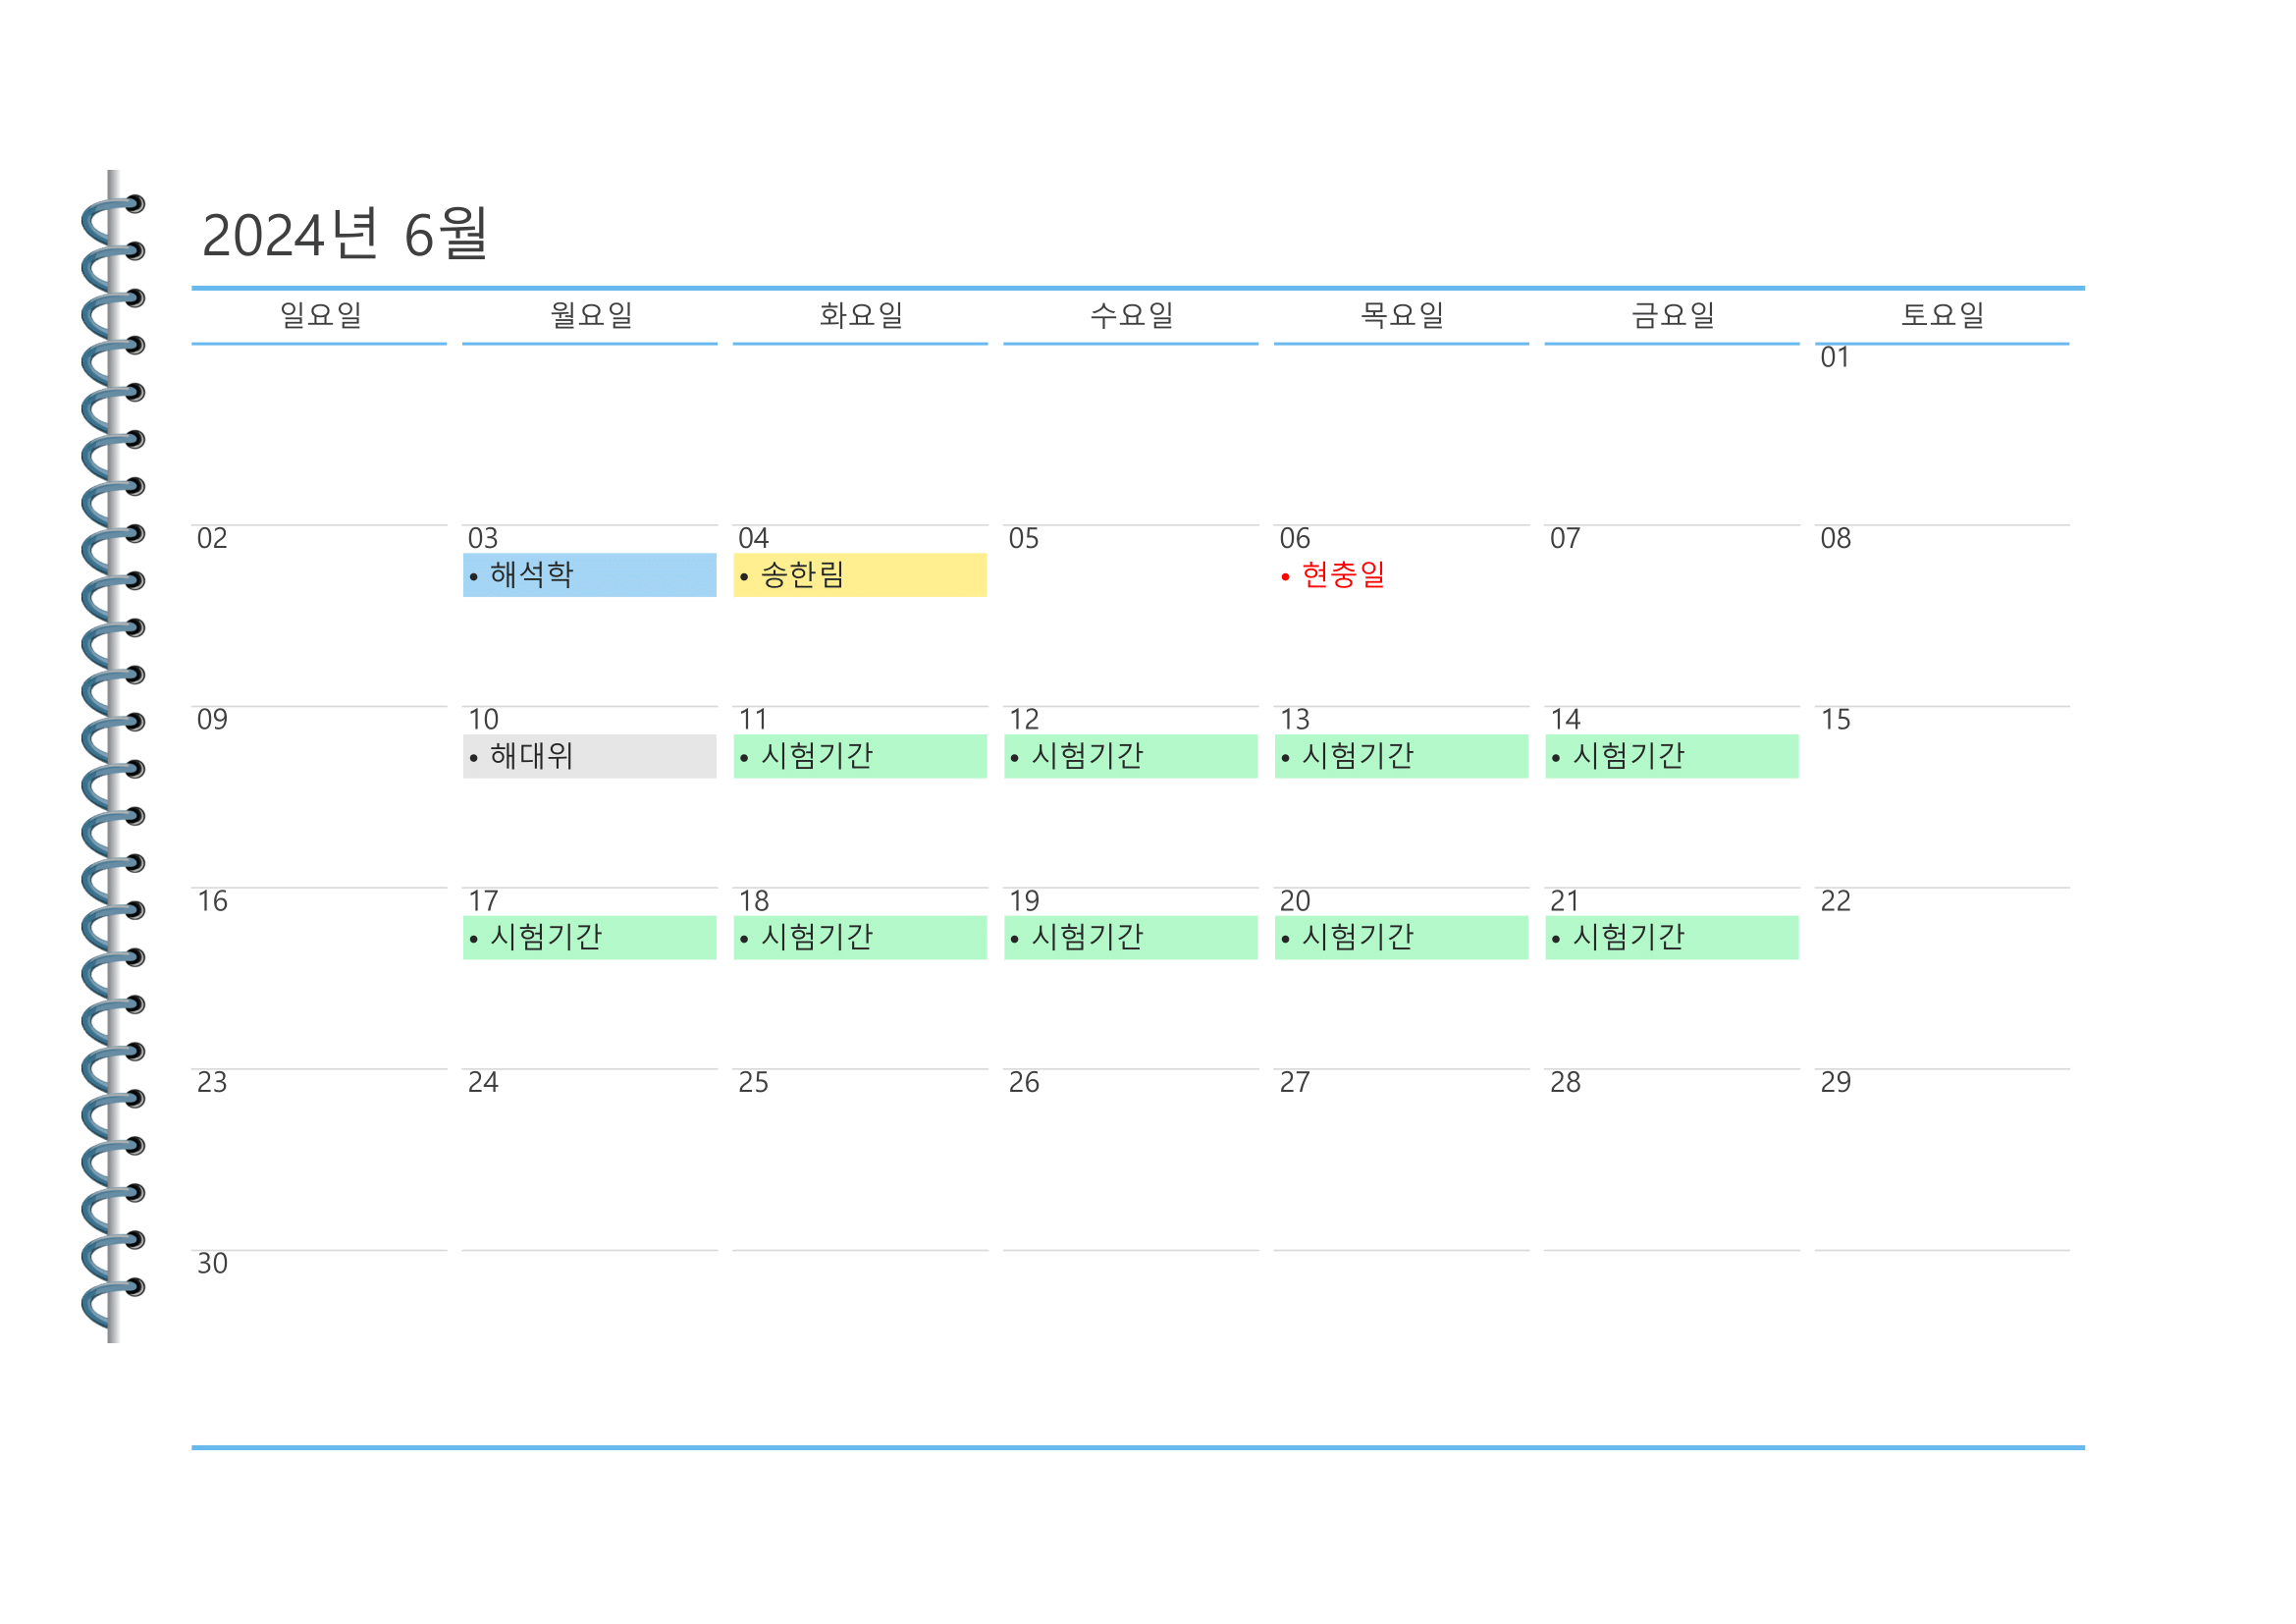 2024년 6월
일요일 월요일 화요일 수요일 목요일 금요일 토요일
01
02 03 04 05 06 07 08
• 해석학 • 송한림 • 현충일
09 10 11 12 13 14 15
• 해대위 • 시험기간 • 시험기간 • 시험기간 • 시험기간
16 17 18 19 20 21 22
• 시험기간 • 시험기간 • 시험기간 • 시험기간 • 시험기간
23 24 25 26 27 28 29
30